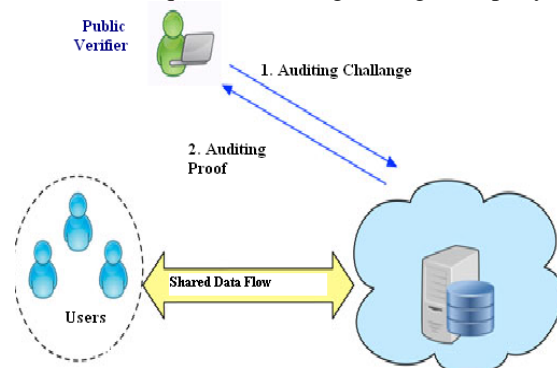 Public
Verifier
1. Auditing Challange
2. Auditing
Proof
Shared Data Flow
Users